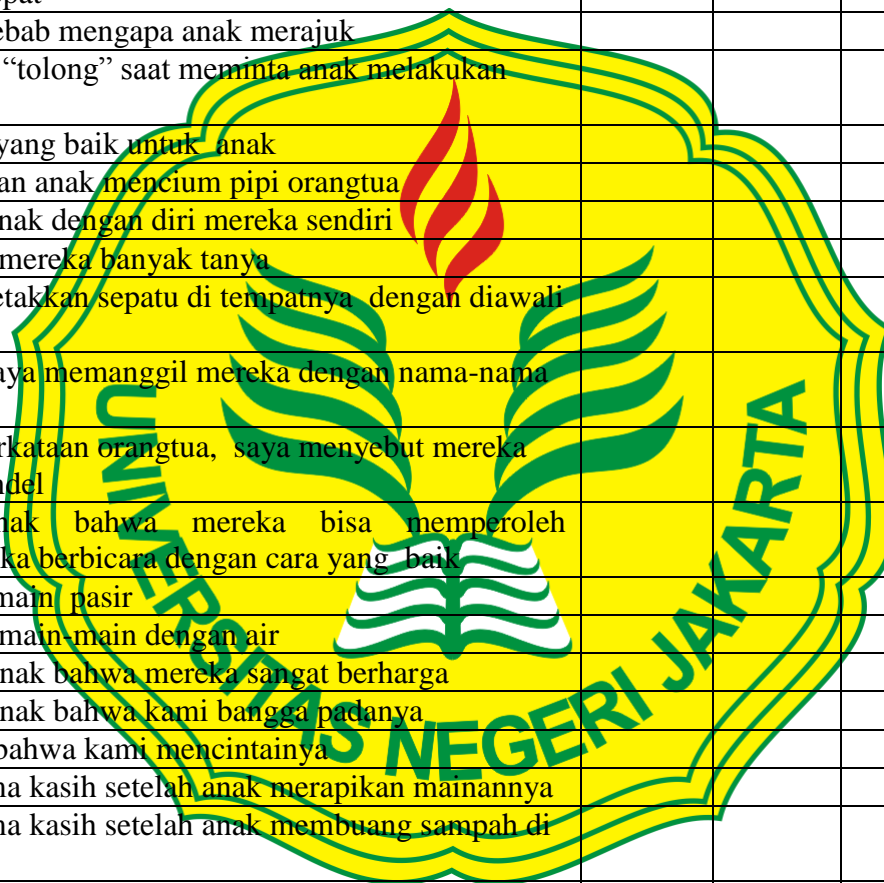 ebab mengapa anak merajuk
“tolong” saat meminta anak melakukan
yang baik untuk anak
an anak mencium pipi orangtua
nak dengan diri mereka sendiri
mereka banyak tanya
etakkan sepatu di tempatnya dengan diawali
aya memanggil mereka dengan nama-nama
rkataan orangtua, saya menyebut mereka
ndel
nak bahwa mereka bisa memperoleh
ka berbicara dengan cara yang baik
main pasir
main-main dengan air
nak bahwa mereka sangat berharga
nak bahwa kami bangga padanya
bahwa kami mencintainya
na kasih setelah anak merapikan mainannya
na kasih setelah anak membuang sampah di
UNIVERSITAS NEGERI JAKARTA